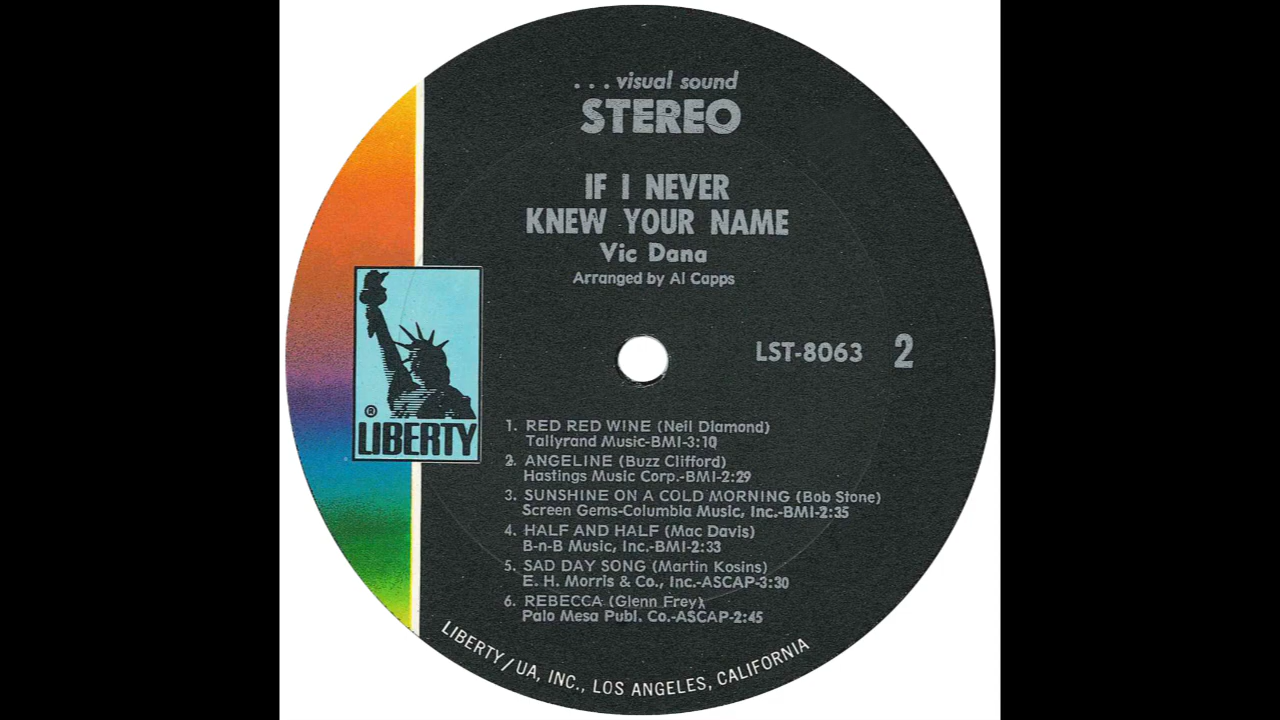 ...visual sound
STEREO
IF I NEVER
KNEW YOUR NAME
Vic Dana
Arranged by Al Capps
LST-8063 2
® LIBERTY
1. RED RED WINE (Neil Diamond)
Tallyrand Music-BMI-3:10
2. ANGELINE (Buzz Clifford)
Hastings Music Corp.-BMI-2:29
3. SUNSHINE ON A COLD MORNING (Bob Stone)
Screen Gems-Columbia Music, Inc.-BMI-2:35
4. HALF AND HALF (Mac Davis)
B-n-B Music, Inc-BMI-2:33
5. SAD DAY SONG (Martin Kosins)
E. H. Morris & Co., Inc.-ASCAP-3:30
6. REBECCA (Glenn Frey)
Palo Mesa Publ. Co.-ASCAP-2:45
LIBERTY/UA, INC., LOS ANGELES, CALIFORNIA